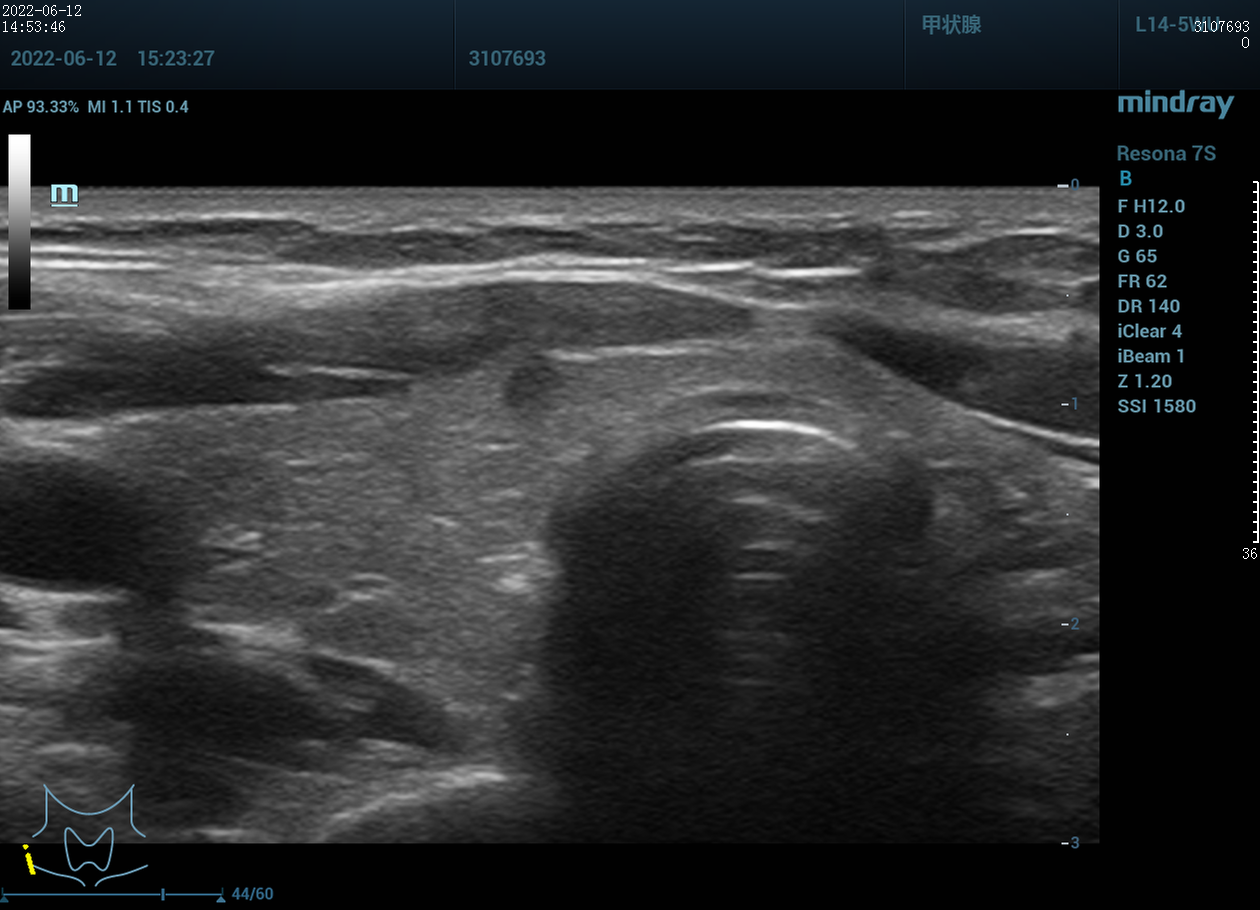 2022-06-12
14:53:46
2022-06-12 15:23:27
3107693
甲状腺
L14-5WU
3107693
0
AP 93.33% MI 1.1 TIS 0.4
mindray
Resona 7S
B
F H12.0
D 3.0
G 65
FR 62
DR 140
iClear 4
iBeam 1
Z 1.20
SSI 1580
m
0
1
2
3
36
44/60